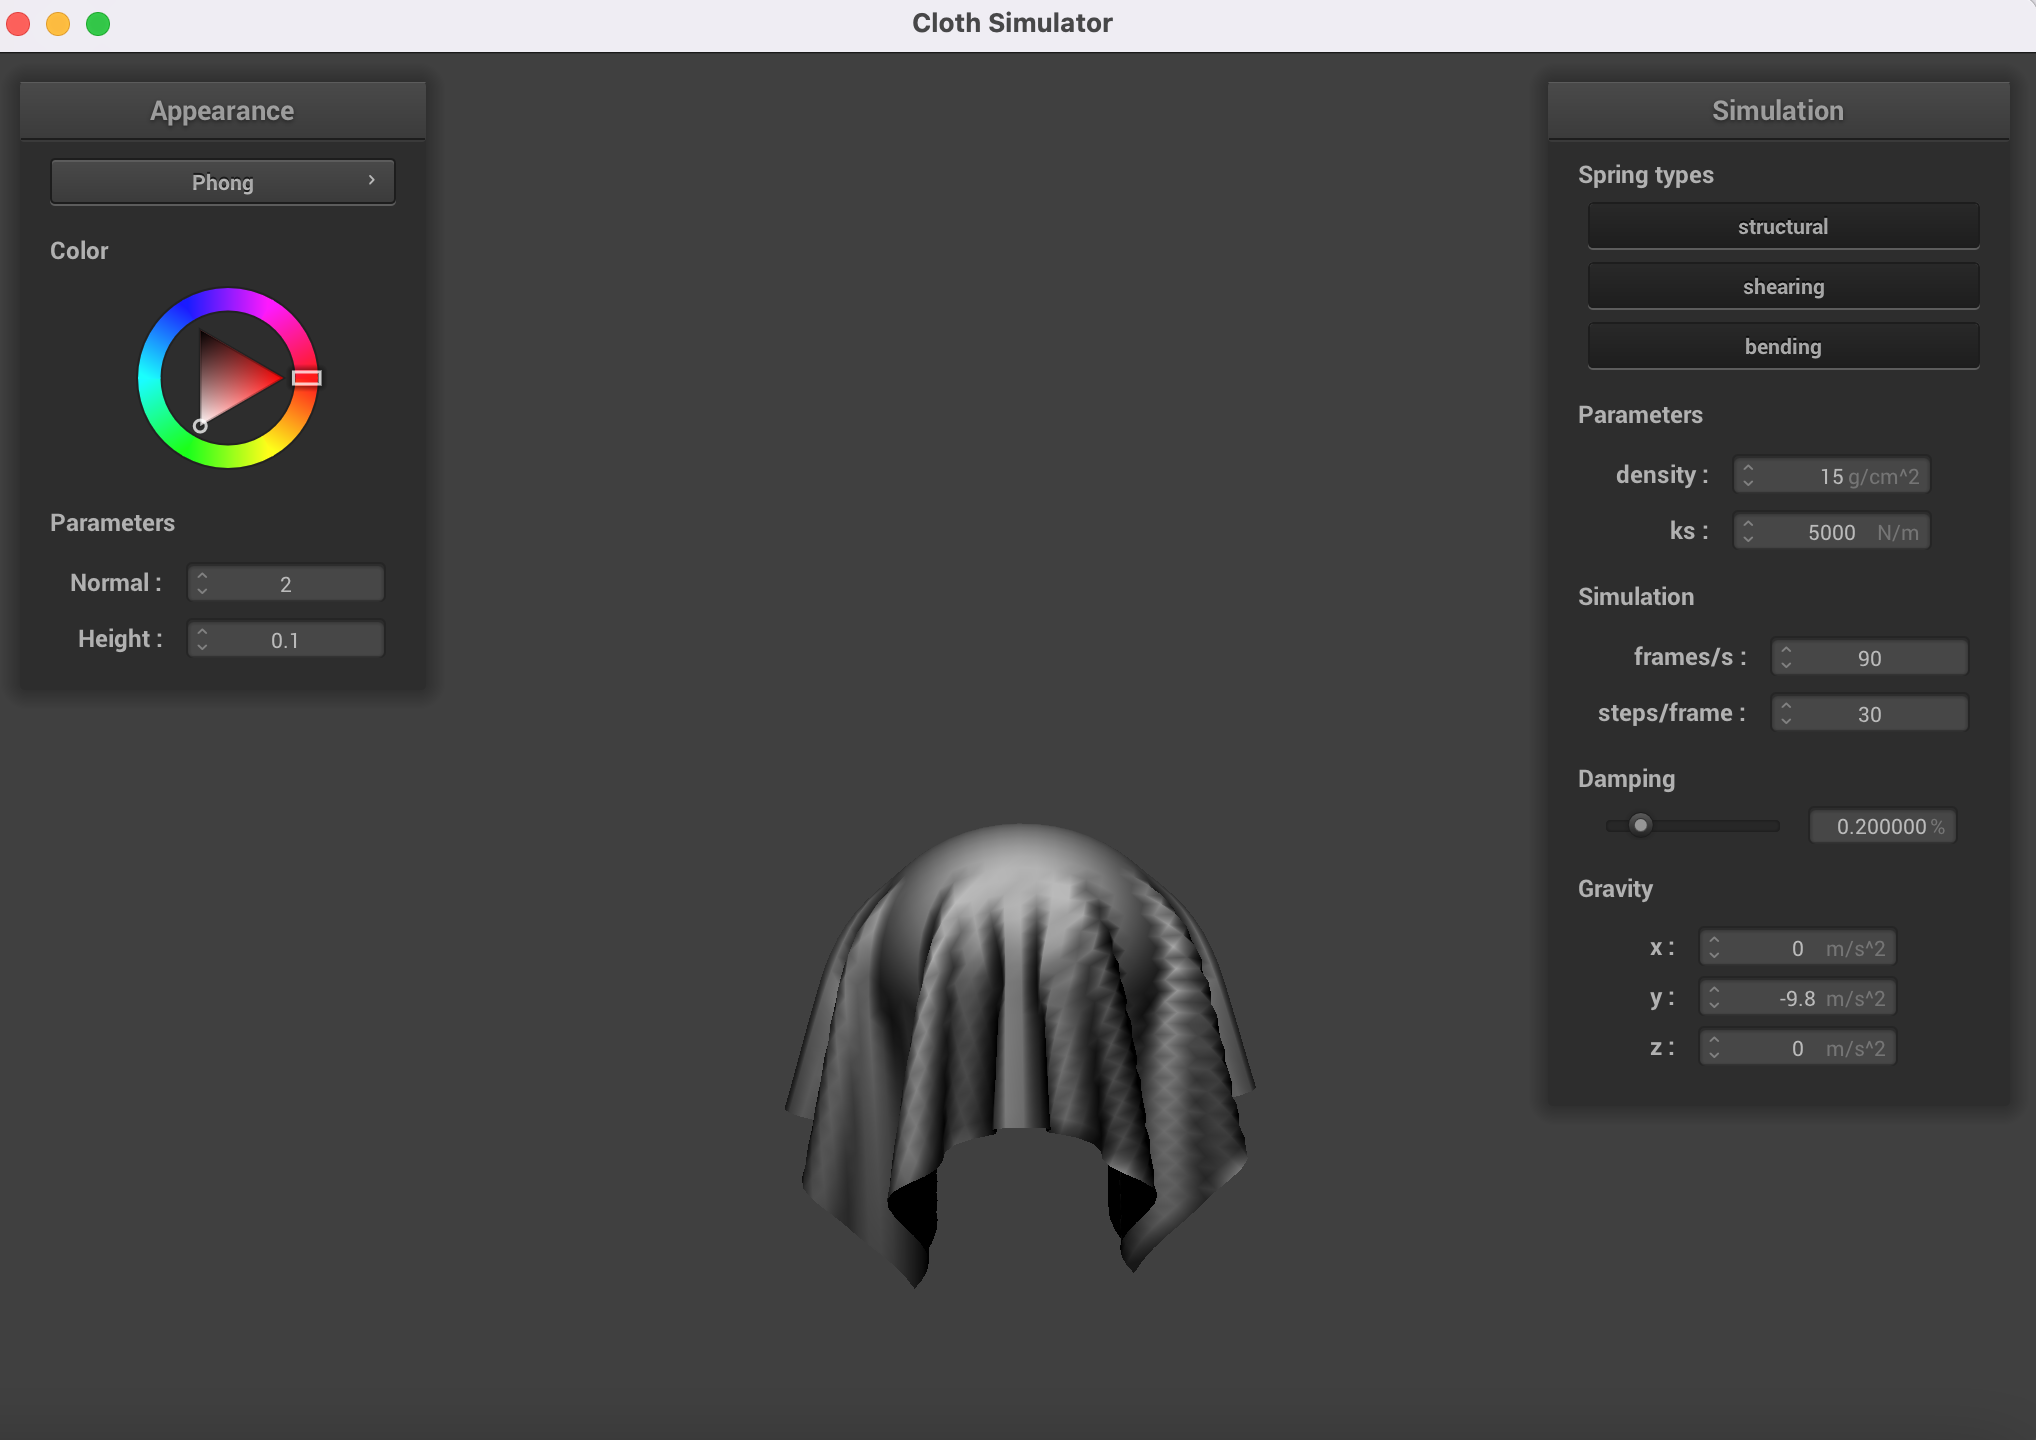 Cloth Simulator
Appearance
Phong
Color
Parameters
Normal : 2
Height : 0.1
Simulation
Spring types
structural
shearing
bending
Parameters
density : 15 g/cm^2
ks : 5000 N/m
Simulation
frames/s : 90
steps/frame : 30
Damping
0.200000 %
Gravity
x : 0 m/s^2
y : -9.8 m/s^2
z : 0 m/s^2